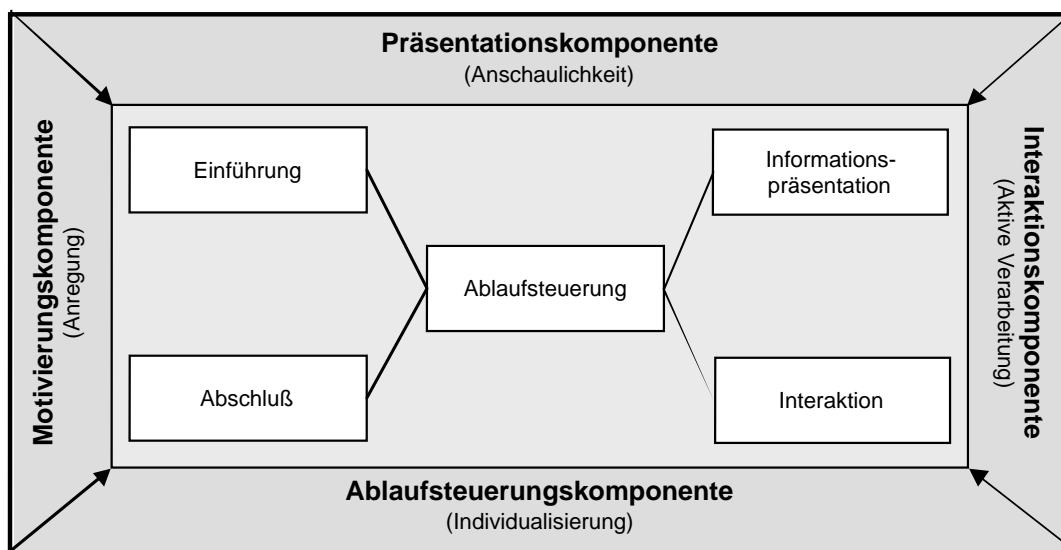 Präsentationskomponente
(Anschaulichkeit)
Motivierungskomponente
(Anregung)
Einführung
Informations-
präsentation
Ablaufsteuerung
Abschluß
Interaktion
Interaktionskomponente
(Aktive Verarbeitung)
Ablaufsteuerungskomponente
(Individualisierung)